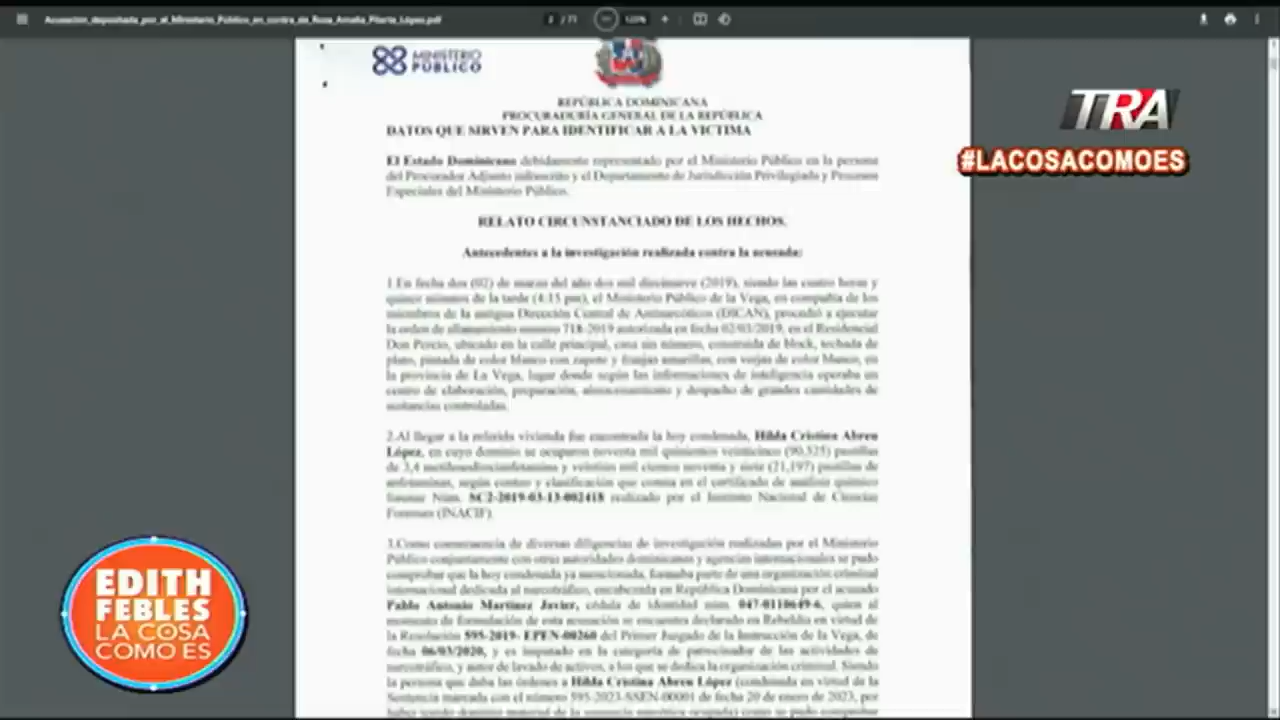 Acusación_depositada_por_el_Ministerio_Público_en_contra_de_Rosa_Amalia_Pilarte_López.pdf
2 / 71
MINISTERIO
PÚBLICO
REPÚBLICA DOMINICANA
PROCURADURÍA GENERAL DE LA REPÚBLICA
DATOS QUE SIRVEN PARA IDENTIFICAR A LA VICTIMA
El Estado Dominicano debidamente representado por el Ministerio Público en la persona
del Procurador Adjunto infrascrito y el Departamento de Jurisdicción Privilegiada y Procesos
Especiales del Ministerio Público.
RELATO CIRCUNSTANCIADO DE LOS HECHOS.
Antecedentes a la investigación realizada contra la acusada:
1.En fecha dos (02) de marzo del año dos mil diecinueve (2019), siendo las cuatro horas y
quince minutos de la tarde (4:15 pm), el Ministerio Público de la Vega, en compañía de los
miembros de la antigua Dirección Central de Antinarcóticos (DICAN), procedió a ejecutar
la orden de allanamiento número 718-2019 autorizada en fecha 02/03/2019, en el Residencial
Don Percio, ubicado en la calle principal, casa sin número, construida de block, techada de
plato, pintada de color blanco con zapote y franjas amarillas, con verjas de color blanco, en
la provincia de La Vega, lugar donde según las informaciones de inteligencia operaba un
centro de elaboración, preparación, almacenamiento y despacho de grandes cantidades de
sustancias controladas.
2.Al llegar a la referida vivienda fue encontrada la hoy condenada, Hilda Cristina Abreu
López, en cuyo dominio se ocuparon noventa mil quinientos veinticinco (90,525) pastillas
de 3,4 metilendioxianfetamina y veintiún mil ciento noventa y siete (21,197) pastillas de
anfetaminas, según conteo y clasificación que consta en el certificado de análisis químico
forense Núm. SC2-2019-03-13-002418 realizado por el Instituto Nacional de Ciencias
Forenses (INACIF).
3.Como consecuencia de diversas diligencias de investigación realizadas por el Ministerio
Público conjuntamente con otras autoridades dominicanas y agencias internacionales se pudo
comprobar que la hoy condenada ya mencionada, formaba parte de una organización criminal
internacional dedicada al narcotráfico, encabezada en República Dominicana por el acusado
Pablo Antonio Martínez Javier, cédula de identidad núm. 047-0110649-6, quien al
momento de formulación de esta acusación se encuentra declarado en Rebeldía en virtud de
la Resolución 595-2019- EPEN-00260 del Primer Juzgado de la Instrucción de la Vega, de
fecha 06/03/2020, y es imputado en la categoría de patrocinador de las actividades de
narcotráfico, y autor de lavado de activos, a los que se dedica la organización criminal. Siendo
la persona que daba las órdenes a Hilda Cristina Abreu López (condenada en virtud de la
Sentencia marcada con el número 595-2023-SSEN-00001 de fecha 20 de enero de 2023, por
TRA
#LACOSACOMOES
EDITH
FEBLES
LA COSA
COMO ES